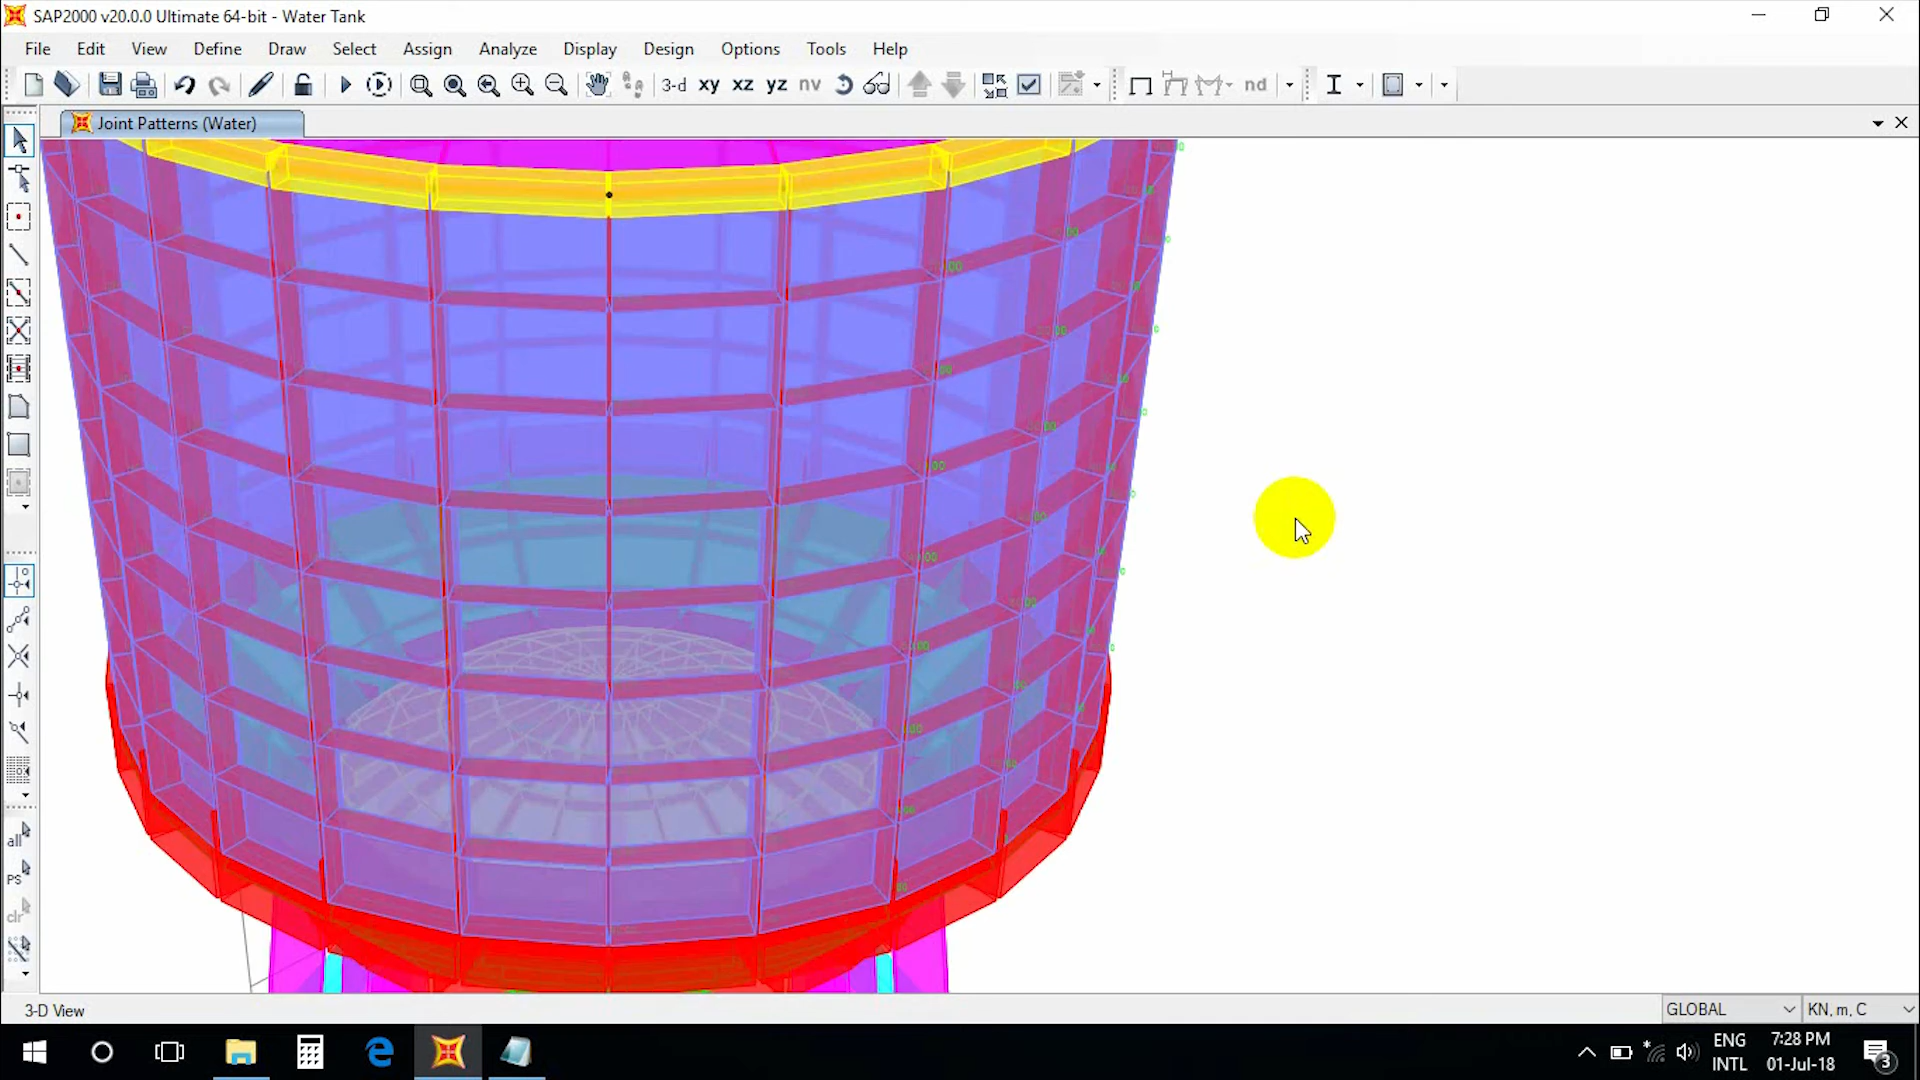 SAP2000 v20.0.0 Ultimate 64-bit - Water Tank
File Edit View Define Draw Select Assign Analyze Display Design Options Tools Help
3-d xy xz yz nv nd
Joint Patterns (Water)
all
PS
clr
3-D View
GLOBAL
KN, m, C
ENG
INTL
7:28 PM
01-Jul-18
3